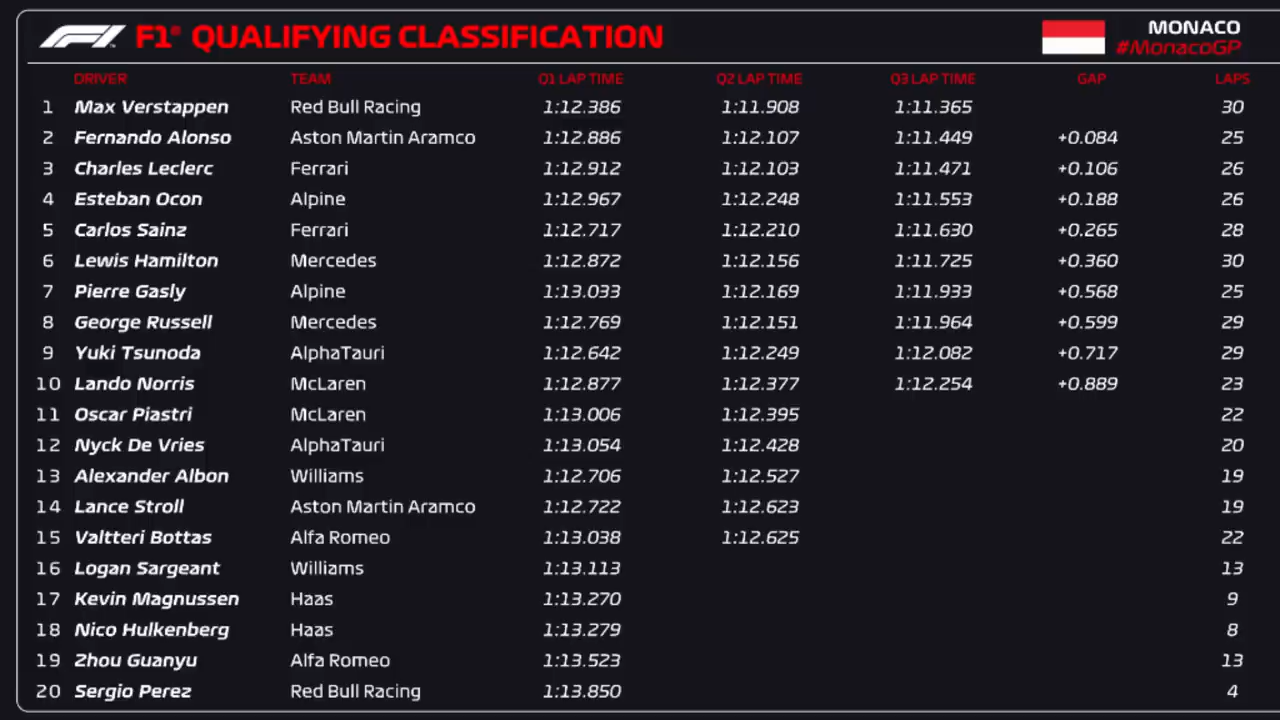 F1® QUALIFYING CLASSIFICATION
MONACO
#MonacoGP
DRIVER TEAM Q1 LAP TIME Q2 LAP TIME Q3 LAP TIME GAP LAPS
1 Max Verstappen Red Bull Racing 1:12.386 1:11.908 1:11.365 30
2 Fernando Alonso Aston Martin Aramco 1:12.886 1:12.107 1:11.449 +0.084 25
3 Charles Leclerc Ferrari 1:12.912 1:12.103 1:11.471 +0.106 26
4 Esteban Ocon Alpine 1:12.967 1:12.248 1:11.553 +0.188 26
5 Carlos Sainz Ferrari 1:12.717 1:12.210 1:11.630 +0.265 28
6 Lewis Hamilton Mercedes 1:12.872 1:12.156 1:11.725 +0.360 30
7 Pierre Gasly Alpine 1:13.033 1:12.169 1:11.933 +0.568 25
8 George Russell Mercedes 1:12.769 1:12.151 1:11.964 +0.599 29
9 Yuki Tsunoda AlphaTauri 1:12.642 1:12.249 1:12.082 +0.717 29
10 Lando Norris McLaren 1:12.877 1:12.377 1:12.254 +0.889 23
11 Oscar Piastri McLaren 1:13.006 1:12.395 22
12 Nyck De Vries AlphaTauri 1:13.054 1:12.428 20
13 Alexander Albon Williams 1:12.706 1:12.527 19
14 Lance Stroll Aston Martin Aramco 1:12.722 1:12.623 19
15 Valtteri Bottas Alfa Romeo 1:13.038 1:12.625 22
16 Logan Sargeant Williams 1:13.113 13
17 Kevin Magnussen Haas 1:13.270 9
18 Nico Hulkenberg Haas 1:13.279 8
19 Zhou Guanyu Alfa Romeo 1:13.523 13
20 Sergio Perez Red Bull Racing 1:13.850 4